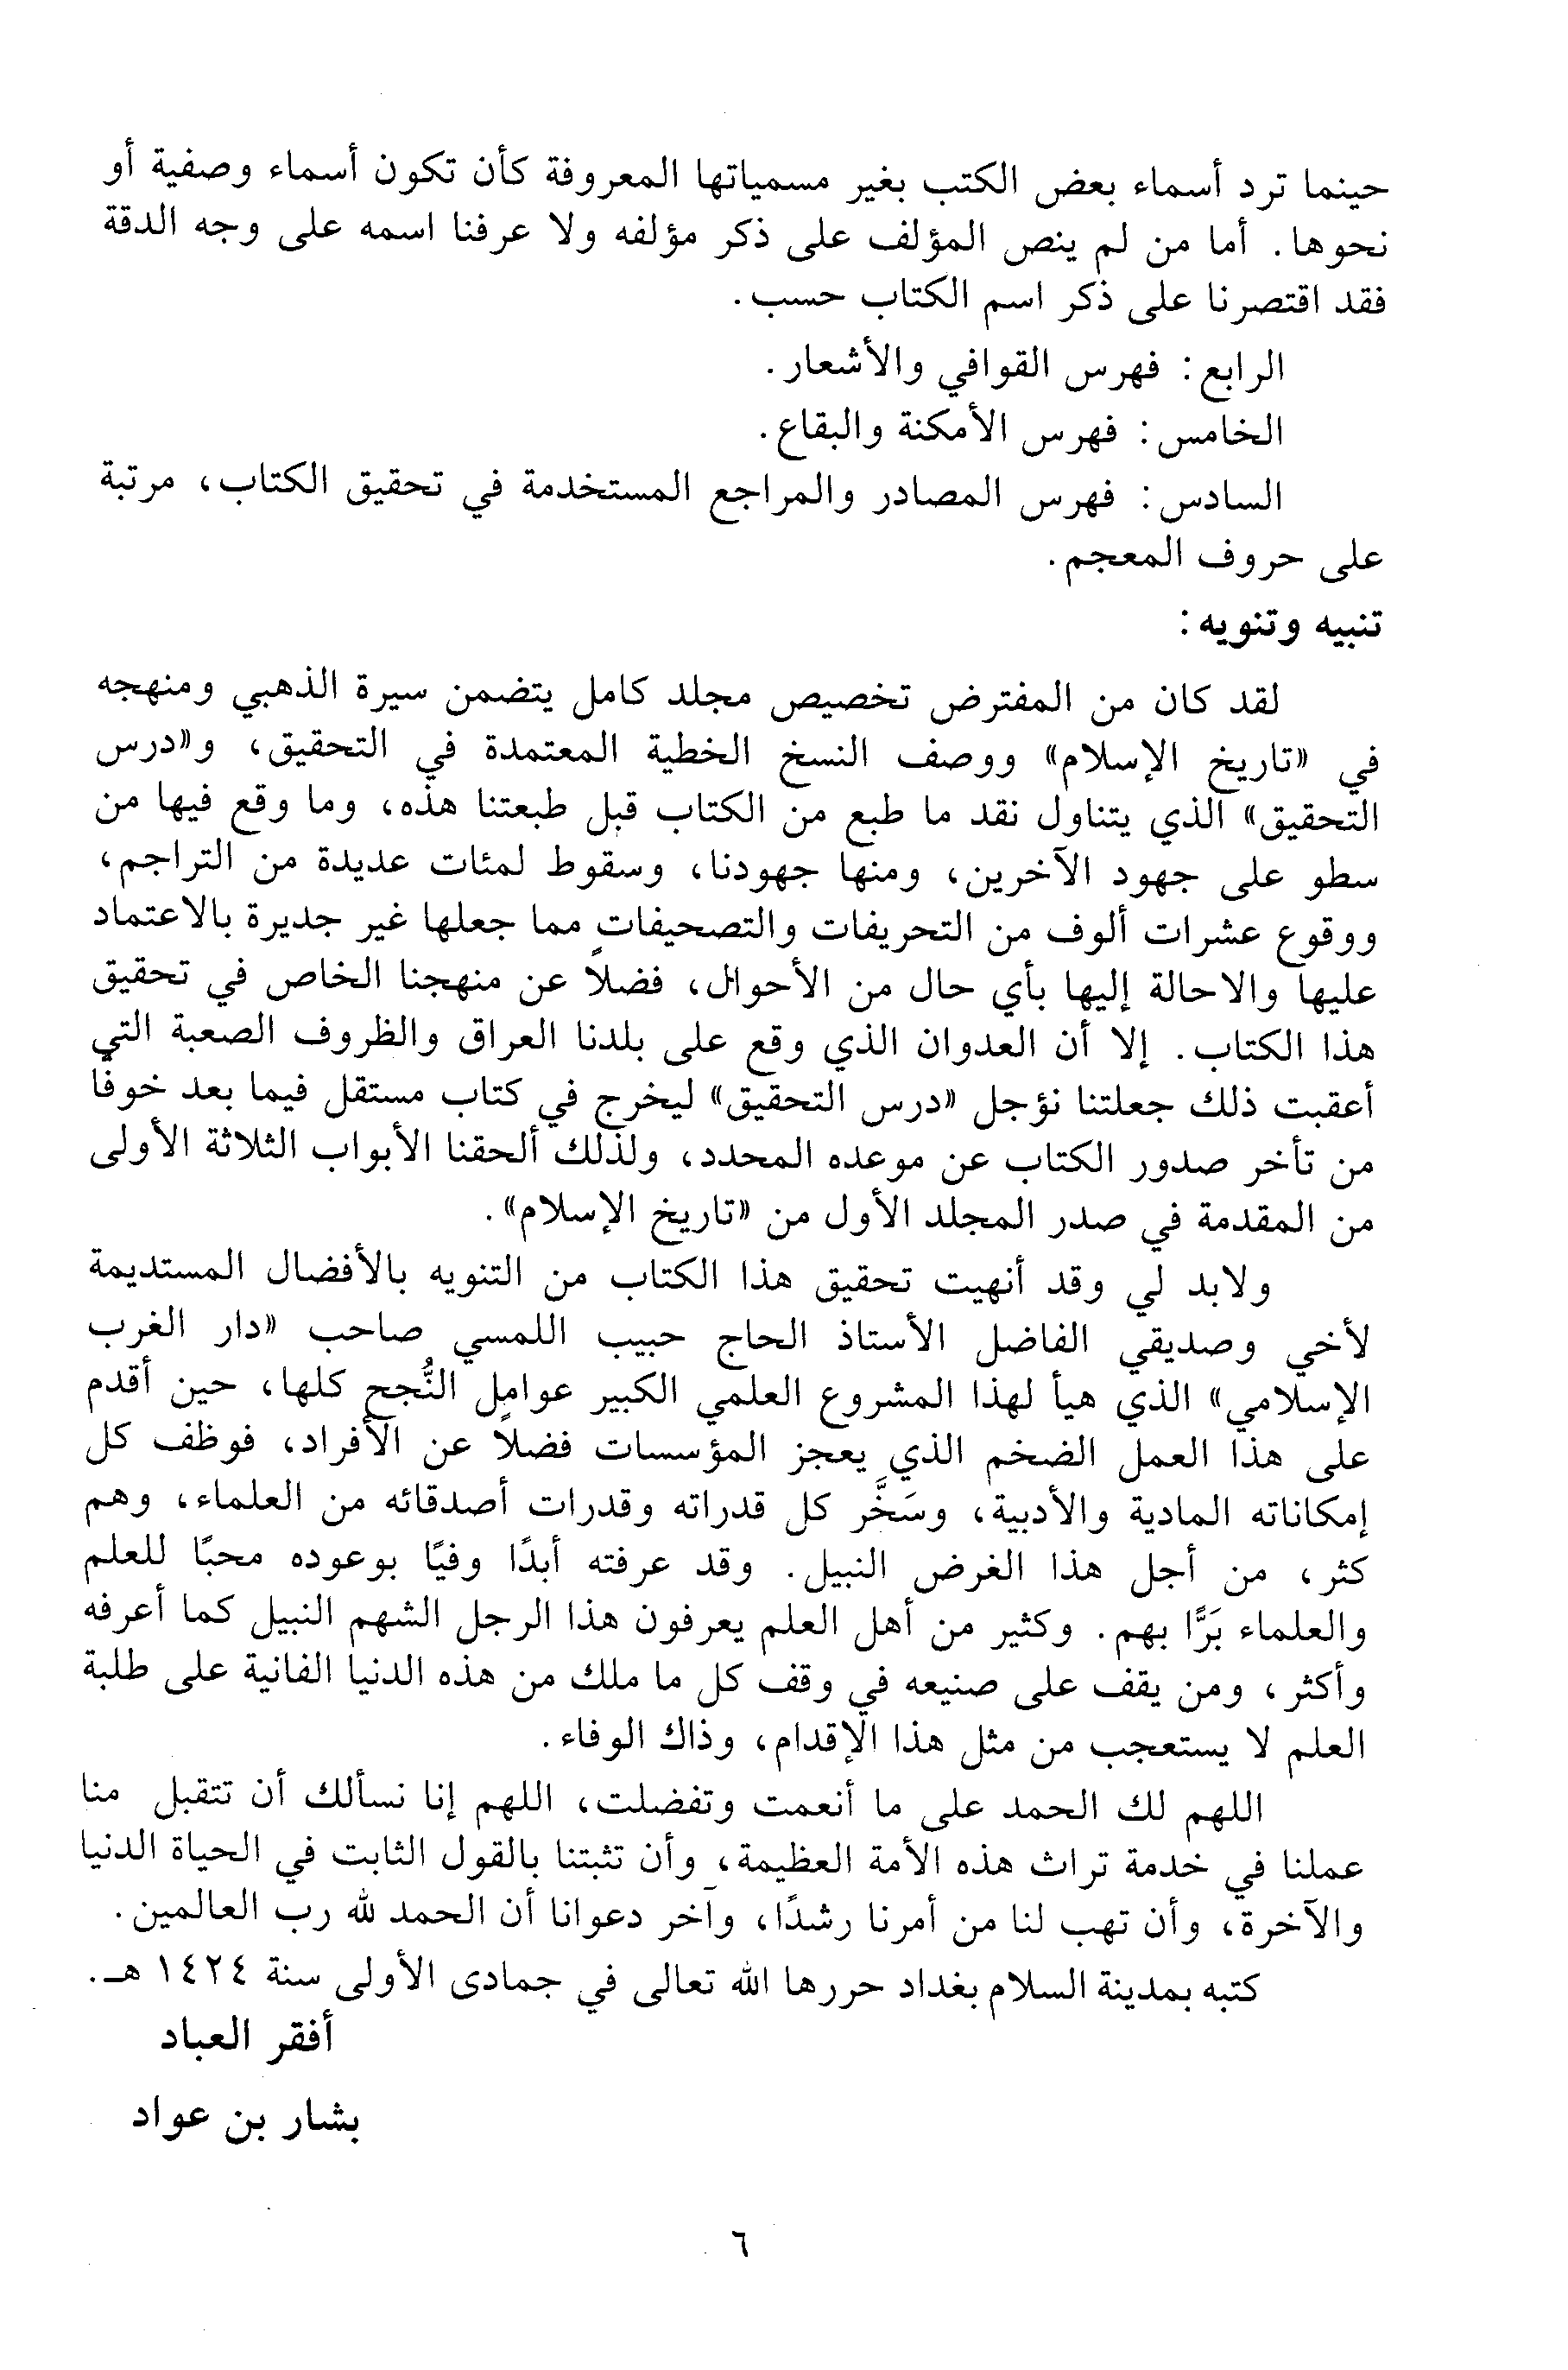 حينما ترد أسماء بعض الكتب بغير مسمياتها المعروفة كأن تكون أسماء وصفية أو
نحوها. أما من لم ينص المؤلف على ذكر مؤلفه ولا عرفنا اسمه على وجه الدقة
فقد اقتصرنا على ذكر اسم الكتاب حسب.
الرابع: فهرس القوافي والأشعار.
الخامس: فهرس الأمكنة والبقاع.
السادس: فهرس المصادر والمراجع المستخدمة في تحقيق الكتاب، مرتبة
على حروف المعجم.
تنبيه وتنويه:
لقد كان من المفترض تخصيص مجلد كامل يتضمن سيرة الذهبي ومنهجه
في «تاريخ الإسلام» ووصف النسخ الخطية المعتمدة في التحقيق، و«درس
التحقيق» الذي يتناول نقد ما طبع من الكتاب قبل طبعتنا هذه، وما وقع فيها من
سطو على جهود الآخرين، ومنها جهودنا، وسقوط لمئات عديدة من التراجم،
ووقوع عشرات ألوف من التحريفات والتصحيفات مما جعلها غير جديرة بالاعتماد
عليها والاحالة إليها بأي حال من الأحوال، فضلاً عن منهجنا الخاص في تحقيق
هذا الكتاب. إلا أن العدوان الذي وقع على بلدنا العراق والظروف الصعبة التي
أعقبت ذلك جعلتنا نؤجل «درس التحقيق» ليخرج في كتاب مستقل فيما بعد خوفًا
من تأخر صدور الكتاب عن موعده المحدد، ولذلك ألحقنا الأبواب الثلاثة الأولى
من المقدمة في صدر المجلد الأول من «تاريخ الإسلام».
ولابد لي وقد أنهيت تحقيق هذا الكتاب من التنويه بالأفضال المستديمة
لأخي وصديقي الفاضل الأستاذ الحاج حبيب اللمسي صاحب «دار الغرب
الإسلامي» الذي هيأ لهذا المشروع العلمي الكبير عوامل النُّجح كلها، حين أقدم
على هذا العمل الضخم الذي يعجز المؤسسات فضلاً عن الأفراد، فوظف كل
إمكاناته المادية والأدبية، وسَخَّر كل قدراته وقدرات أصدقائه من العلماء، وهم
كثر، من أجل هذا الغرض النبيل. وقد عرفته أبدًا وفيًا بوعوده محبًا للعلم
والعلماء بَرًّا بهم. وكثير من أهل العلم يعرفون هذا الرجل الشهم النبيل كما أعرفه
وأكثر، ومن يقف على صنيعه في وقف كل ما ملك من هذه الدنيا الفانية على طلبة
العلم لا يستعجب من مثل هذا الإقدام، وذاك الوفاء.
اللهم لك الحمد على ما أنعمت وتفضلت، اللهم إنا نسألك أن تتقبل منا
عملنا في خدمة تراث هذه الأمة العظيمة، وأن تثبتنا بالقول الثابت في الحياة الدنيا
والآخرة، وأن تهب لنا من أمرنا رشدًا، وآخر دعوانا أن الحمد لله رب العالمين.
كتبه بمدينة السلام بغداد حررها الله تعالى في جمادى الأولى سنة ١٤٢٤ هـ.
أفقر العباد
بشار بن عواد
٦